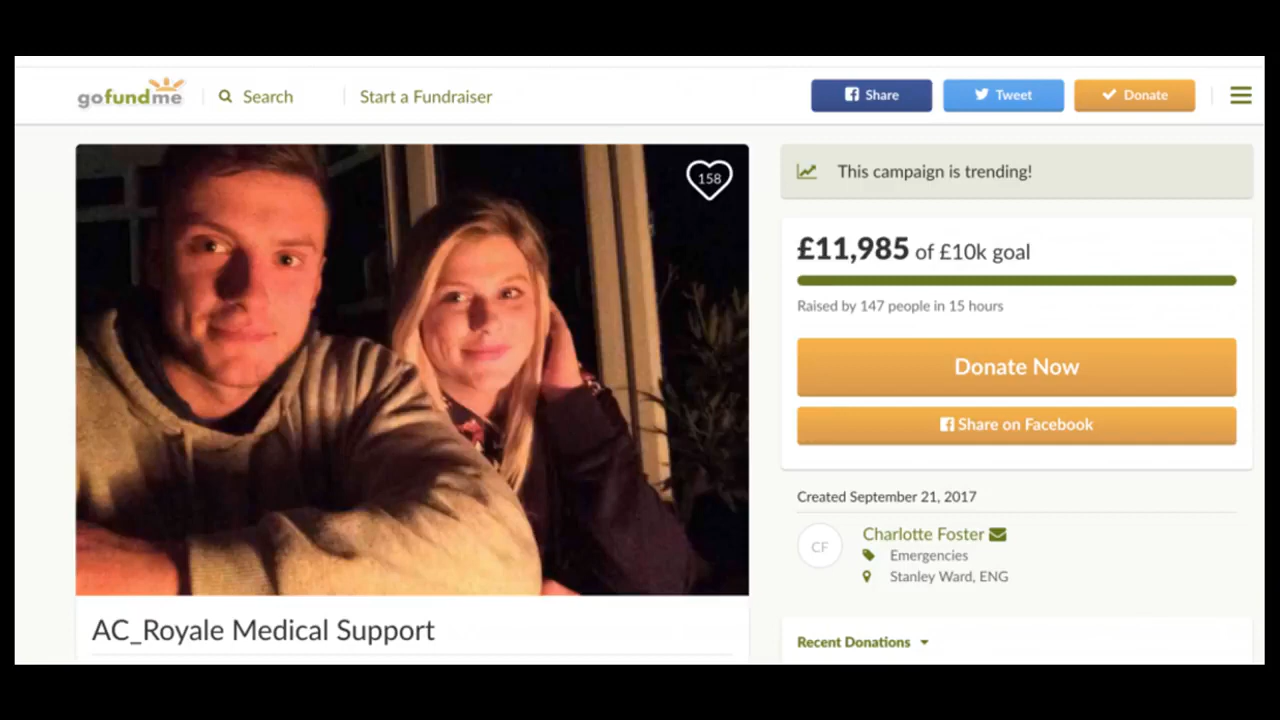 gofundme
Search
Start a Fundraiser
Share
Tweet
Donate
158
This campaign is trending!
£11,985 of £10k goal
Raised by 147 people in 15 hours
Donate Now
Share on Facebook
Created September 21, 2017
CF
Charlotte Foster
Emergencies
Stanley Ward, ENG
AC_Royale Medical Support
Recent Donations